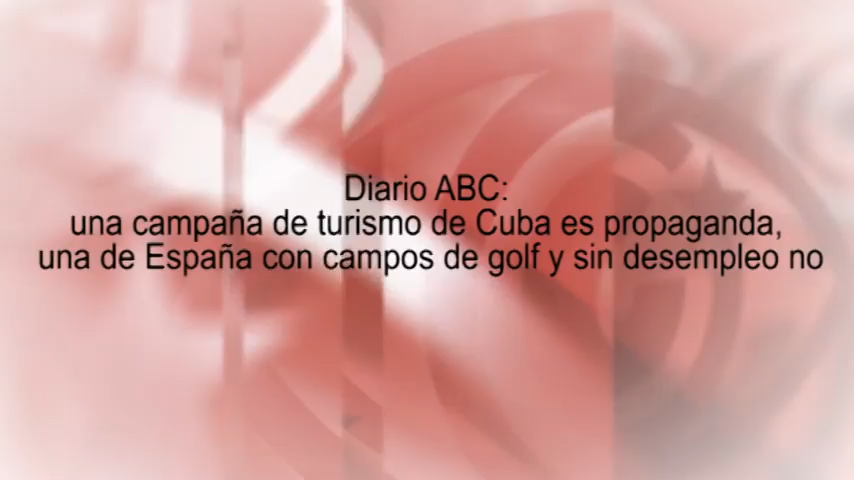 Diario ABC:
una campaña de turismo de Cuba es propaganda,
una de España con campos de golf y sin desempleo no